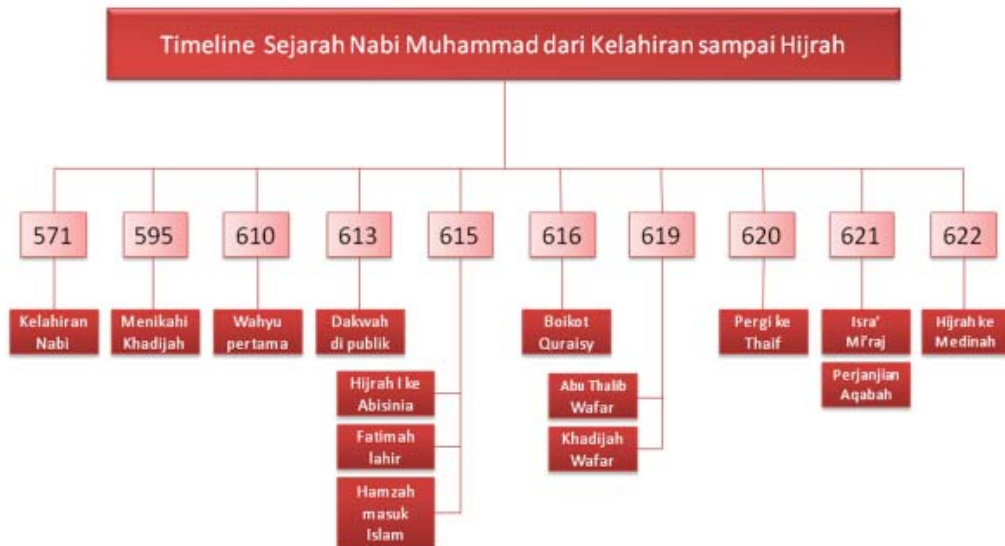 Timeline Sejarah Nabi Muhammad dari Kelahiran sampai Hijrah
571
595
610
613
615
616
619
620
621
622
Kelahiran
Nabi
Menikahi
Khadijah
Wahyu
pertama
Dakwah
di publik
Hijrah I ke
Abisinia
Fatimah
lahir
Hamzah
masuk
Islam
Boikot
Quraisy
Abu Thalib
Wafar
Khadijah
Wafar
Pergi ke
Thaif
Isra'
Mi'raj
Perjanjian
Aqabah
Hijrah ke
Medinah